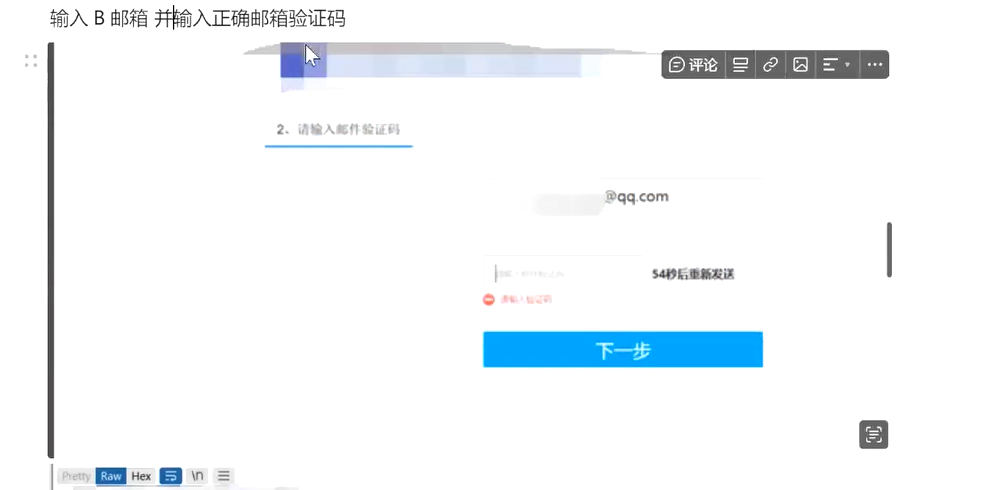 输入 B 邮箱 并输入正确邮箱验证码
评论
2、请输入邮件验证码
@qq.com
54秒后重新发送
请输入验证码
下一步
Pretty Raw Hex \n